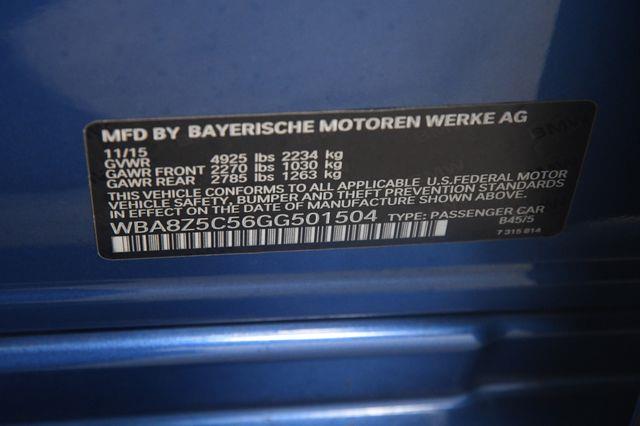 MFD BY BAYERISCHE MOTOREN WERKE AG
11/15
GVWR 4925 lbs 2234 kg
GAWR FRONT 2270 lbs 1030 kg
GAWR REAR 2785 lbs 1263 kg
THIS VEHICLE CONFORMS TO ALL APPLICABLE U.S.FEDERAL MOTOR
VEHICLE SAFETY, BUMPER AND THEFT PREVENTION STANDARDS
IN EFFECT ON THE DATE OF MANUFACTURE SHOWN ABOVE.
WBA8Z5C56GG501504 TYPE: PASSENGER CAR
B45/5
7 315 814